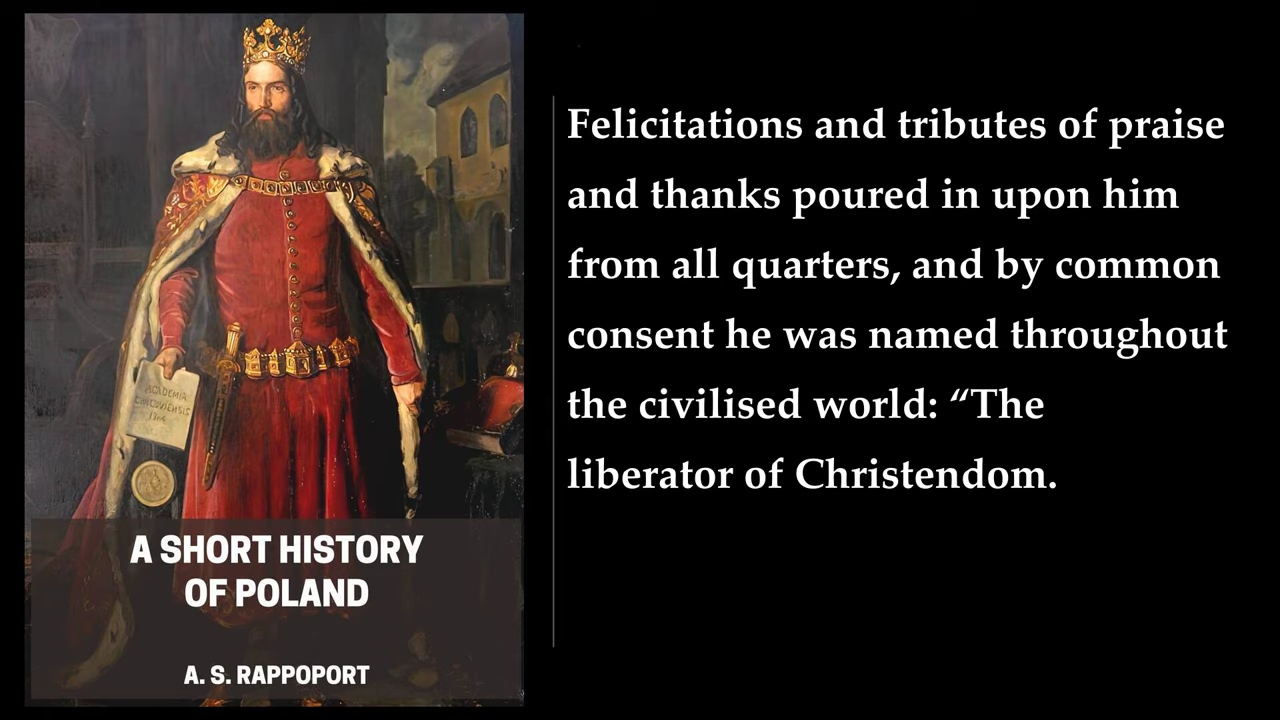 Felicitations and tributes of praise
and thanks poured in upon him
from all quarters, and by common
consent he was named throughout
the civilised world: “The
liberator of Christendom.
ACADEMIA
A SHORT HISTORY
OF POLAND
A. S. RAPPOPORT